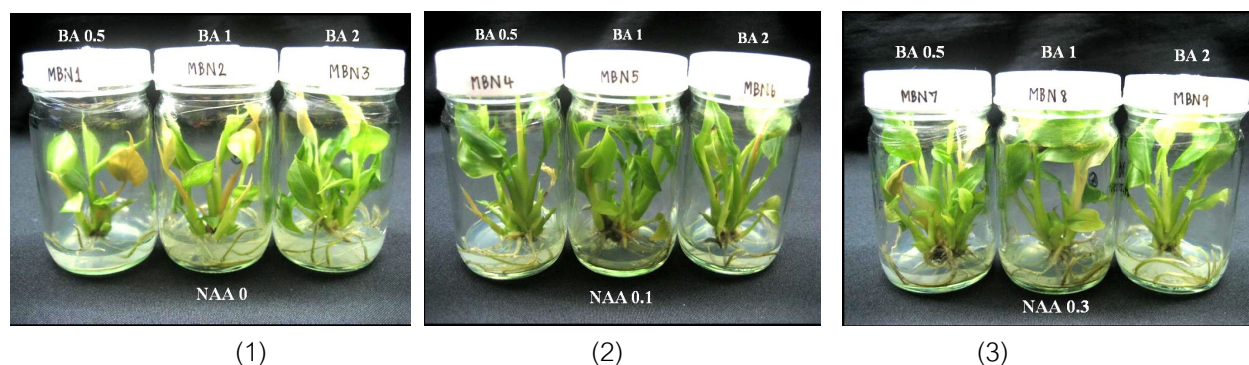 BA 0.5 BA 1 BA 2
MBN1 MBN2 MBN3
NAA 0
(1)
BA 0.5 BA 1 BA 2
MBN4 MBN5 MBN6
NAA 0.1
(2)
BA 0.5 BA 1 BA 2
MBN7 MBN8 MBN9
NAA 0.3
(3)